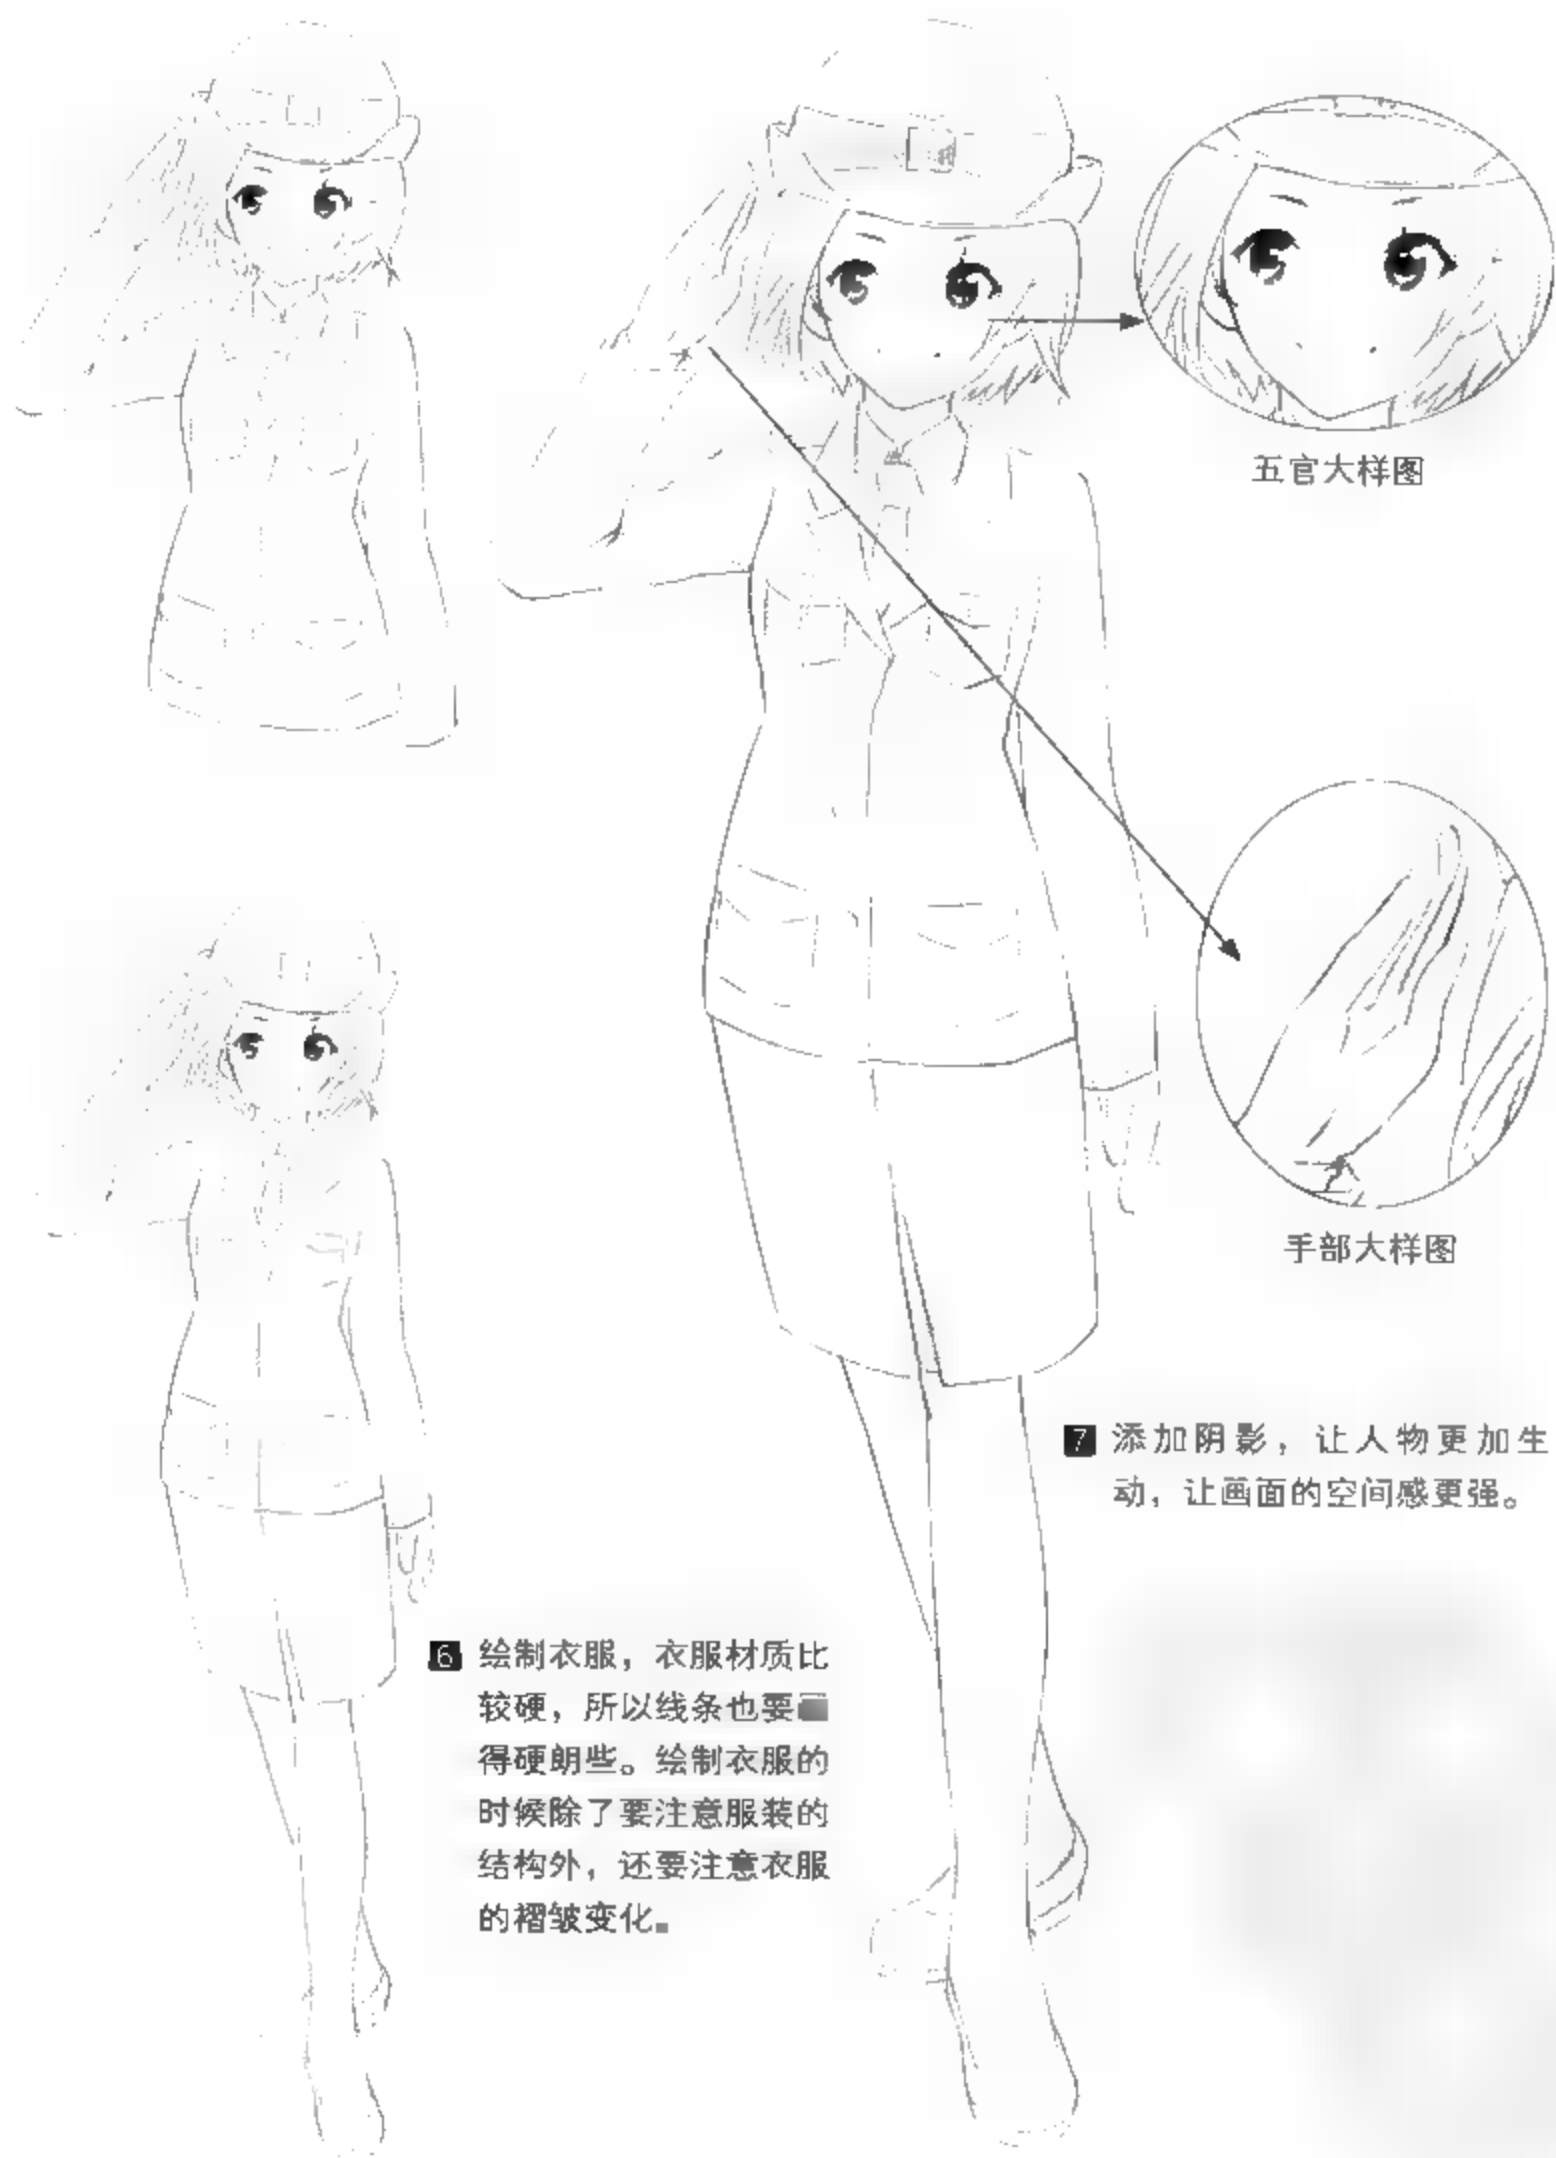 五官大样图
手部大样图
7 添加阴影，让人物更加生
动，让画面的空间感更强。
6 绘制衣服，衣服材质比
较硬，所以线条也要
得硬朗些。绘制衣服的
时候除了要注意服装的
结构外，还要注意衣服
的褶皱变化。